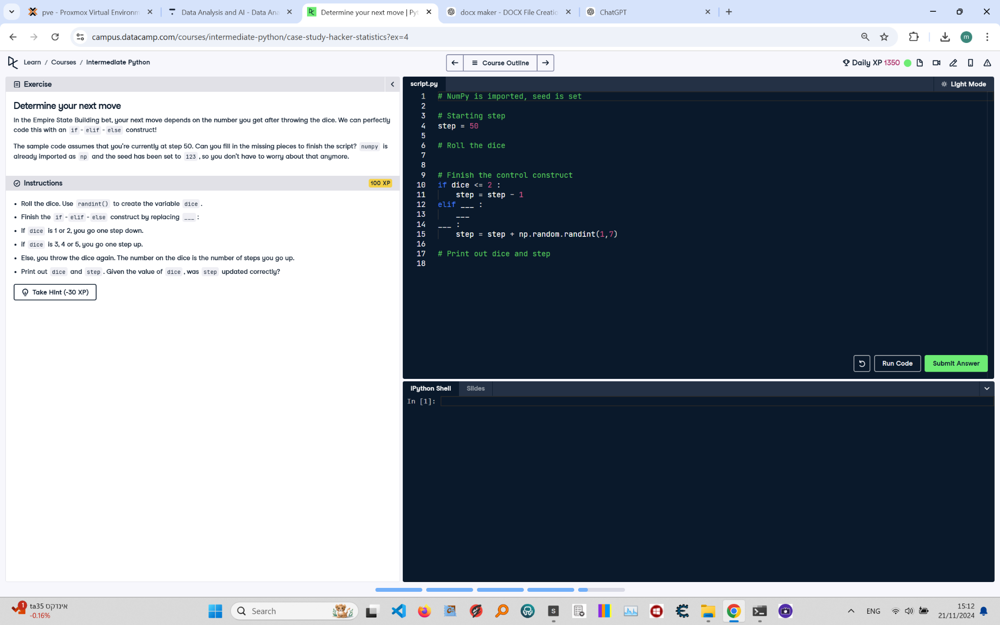 pve - Proxmox Virtual Environm
Data Analysis and AI - Data Ana
Determine your next move | Pyt
docx maker - DOCX File Creatio
ChatGPT
campus.datacamp.com/courses/intermediate-python/case-study-hacker-statistics?ex=4
m
Learn / Courses / Intermediate Python
Course Outline
Daily XP 1350
Exercise
Determine your next move
In the Empire State Building bet, your next move depends on the number you get after throwing the dice. We can perfectly
code this with an if - elif - else construct!
The sample code assumes that you're currently at step 50. Can you fill in the missing pieces to finish the script? numpy is
already imported as np and the seed has been set to 123 , so you don't have to worry about that anymore.
Instructions
100 XP
• Roll the dice. Use randint() to create the variable dice .
• Finish the if - elif - else construct by replacing ___ :
• If dice is 1 or 2, you go one step down.
• if dice is 3, 4 or 5, you go one step up.
• Else, you throw the dice again. The number on the dice is the number of steps you go up.
• Print out dice and step . Given the value of dice , was step updated correctly?
Take Hint (-30 XP)
script.py
Light Mode
1 # NumPy is imported, seed is set
2
3 # Starting step
4 step = 50
5
6 # Roll the dice
7
8
9 # Finish the control construct
10 if dice <= 2 :
11     step = step - 1
12 elif ___ :
13     ___
14 ___ :
15     step = step + np.random.randint(1,7)
16
17 # Print out dice and step
18
Run Code
Submit Answer
IPython Shell
Slides
In [1]:
1
ta35 אינדקס
-0.16%
Search
S
ENG
15:12
21/11/2024